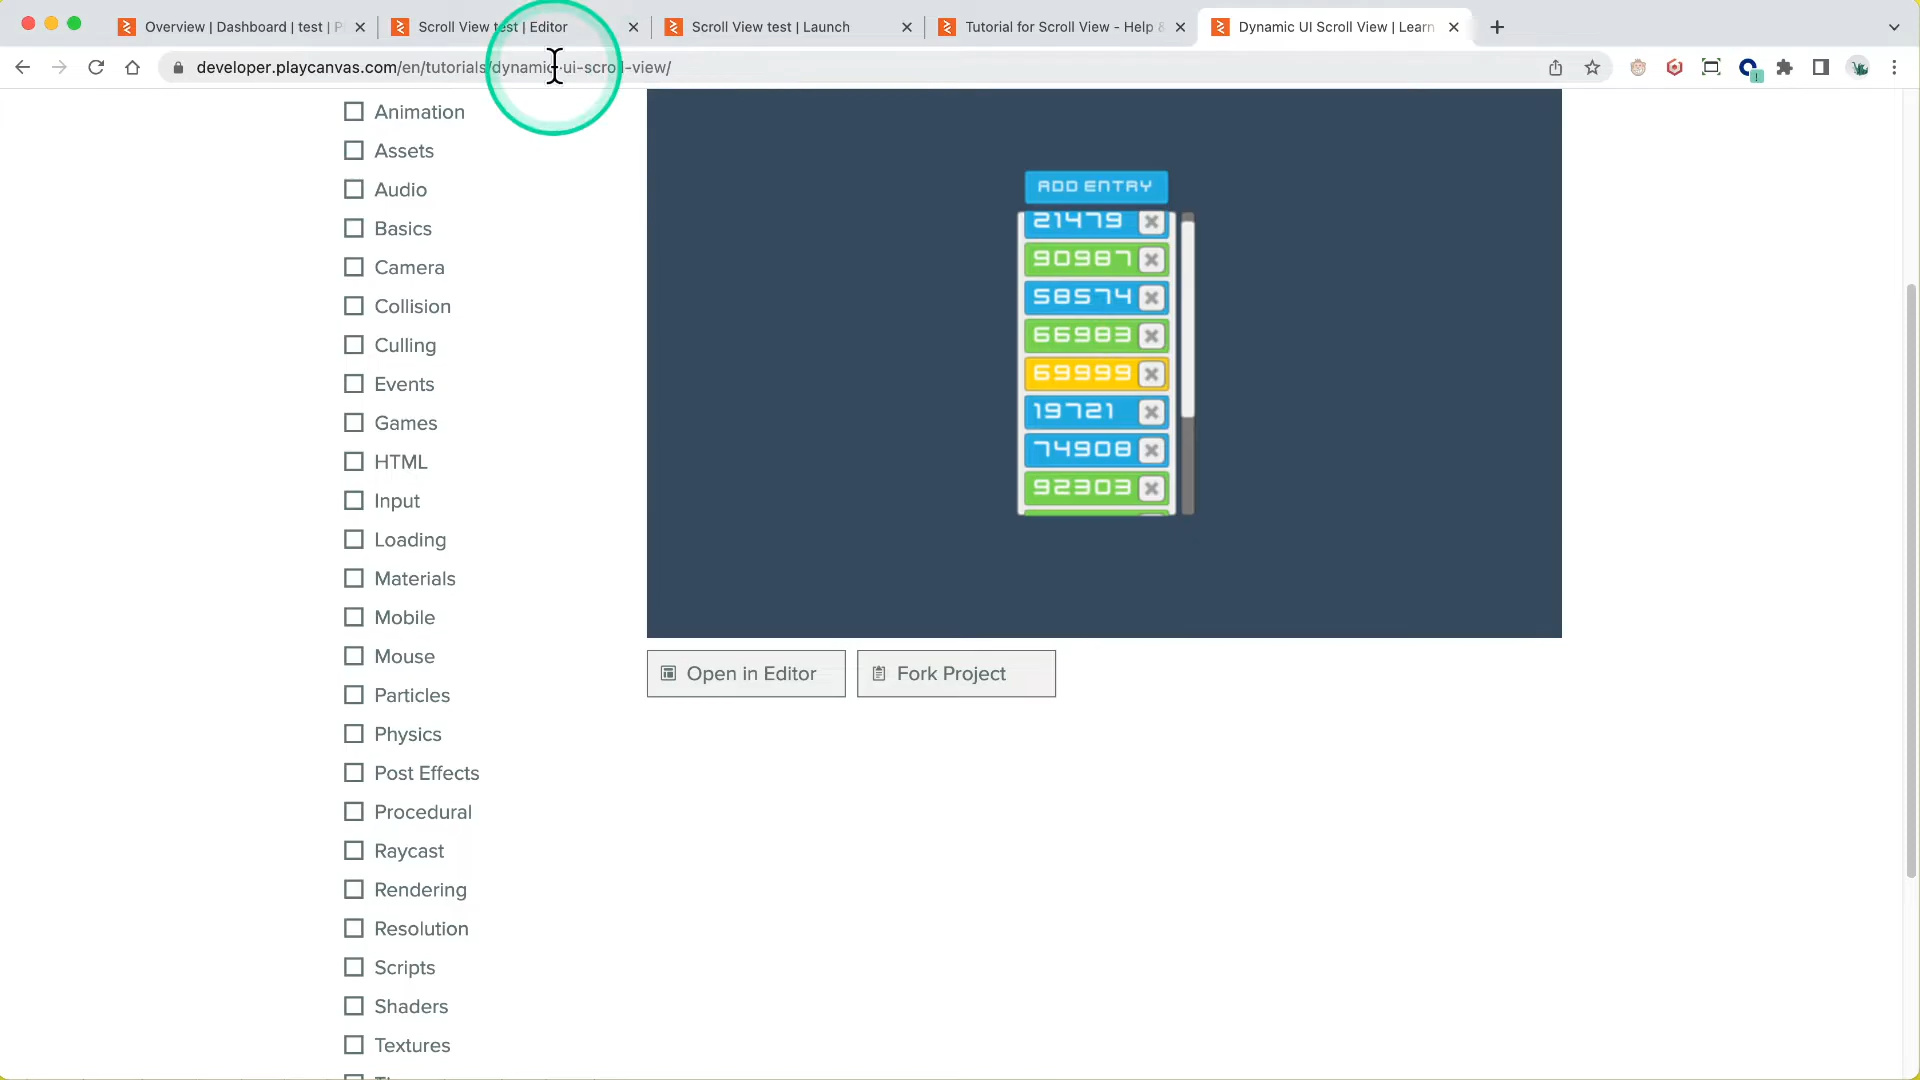 Overview | Dashboard | test | P
Scroll View test | Editor
Scroll View test | Launch
Tutorial for Scroll View - Help &
Dynamic UI Scroll View | Learn
developer.playcanvas.com/en/tutorials/dynamic-ui-scroll-view/
Animation
Assets
Audio
Basics
Camera
Collision
Culling
Events
Games
HTML
Input
Loading
Materials
Mobile
Mouse
Particles
Physics
Post Effects
Procedural
Raycast
Rendering
Resolution
Scripts
Shaders
Textures
ADD ENTRY
21479
90987
58574
66983
69999
19721
74908
92303
Open in Editor
Fork Project